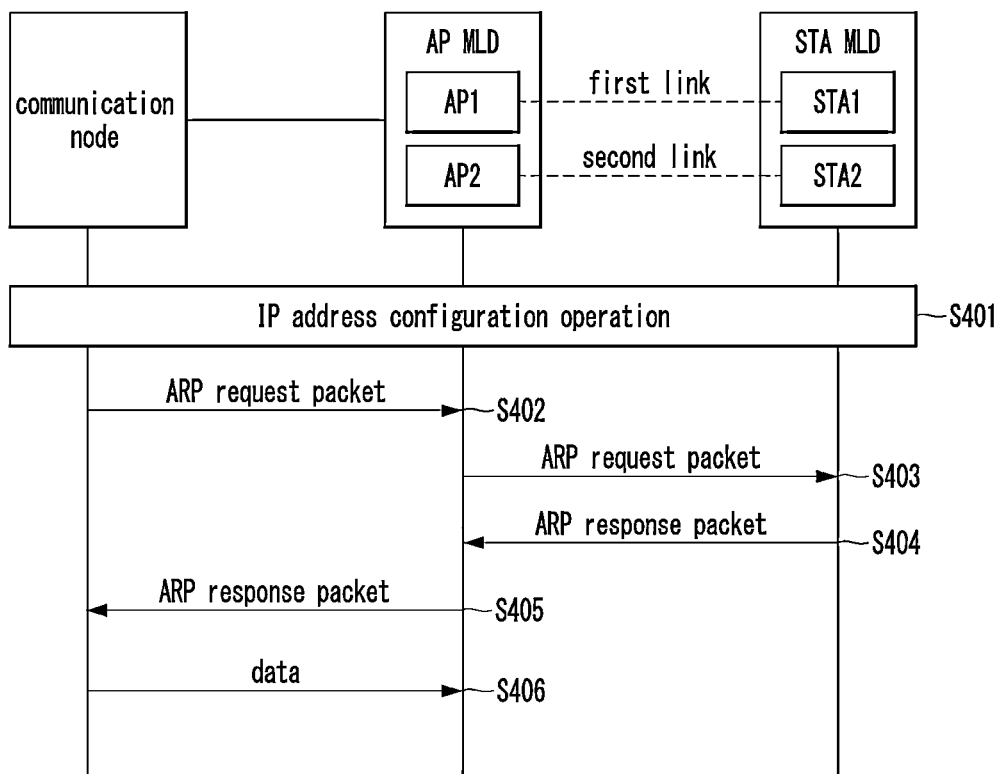 communication
node
AP MLD
AP1
AP2
first link
second link
STA MLD
STA1
STA2
IP address configuration operation
S401
ARP request packet
S402
ARP request packet
S403
ARP response packet
S404
ARP response packet
S405
data
S406